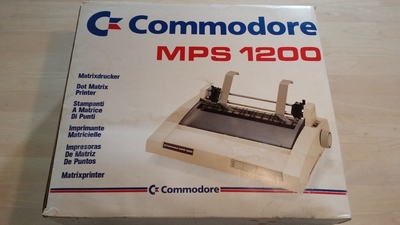 Commodore
MPS 1200
Matrixdrucker
Dot Matrix
Printer
Stampanti
A Matrice
Di Punti
Imprimante
Matricielle
Impresoras
De Matriz
De Puntos
Matrixprinter
Commodore